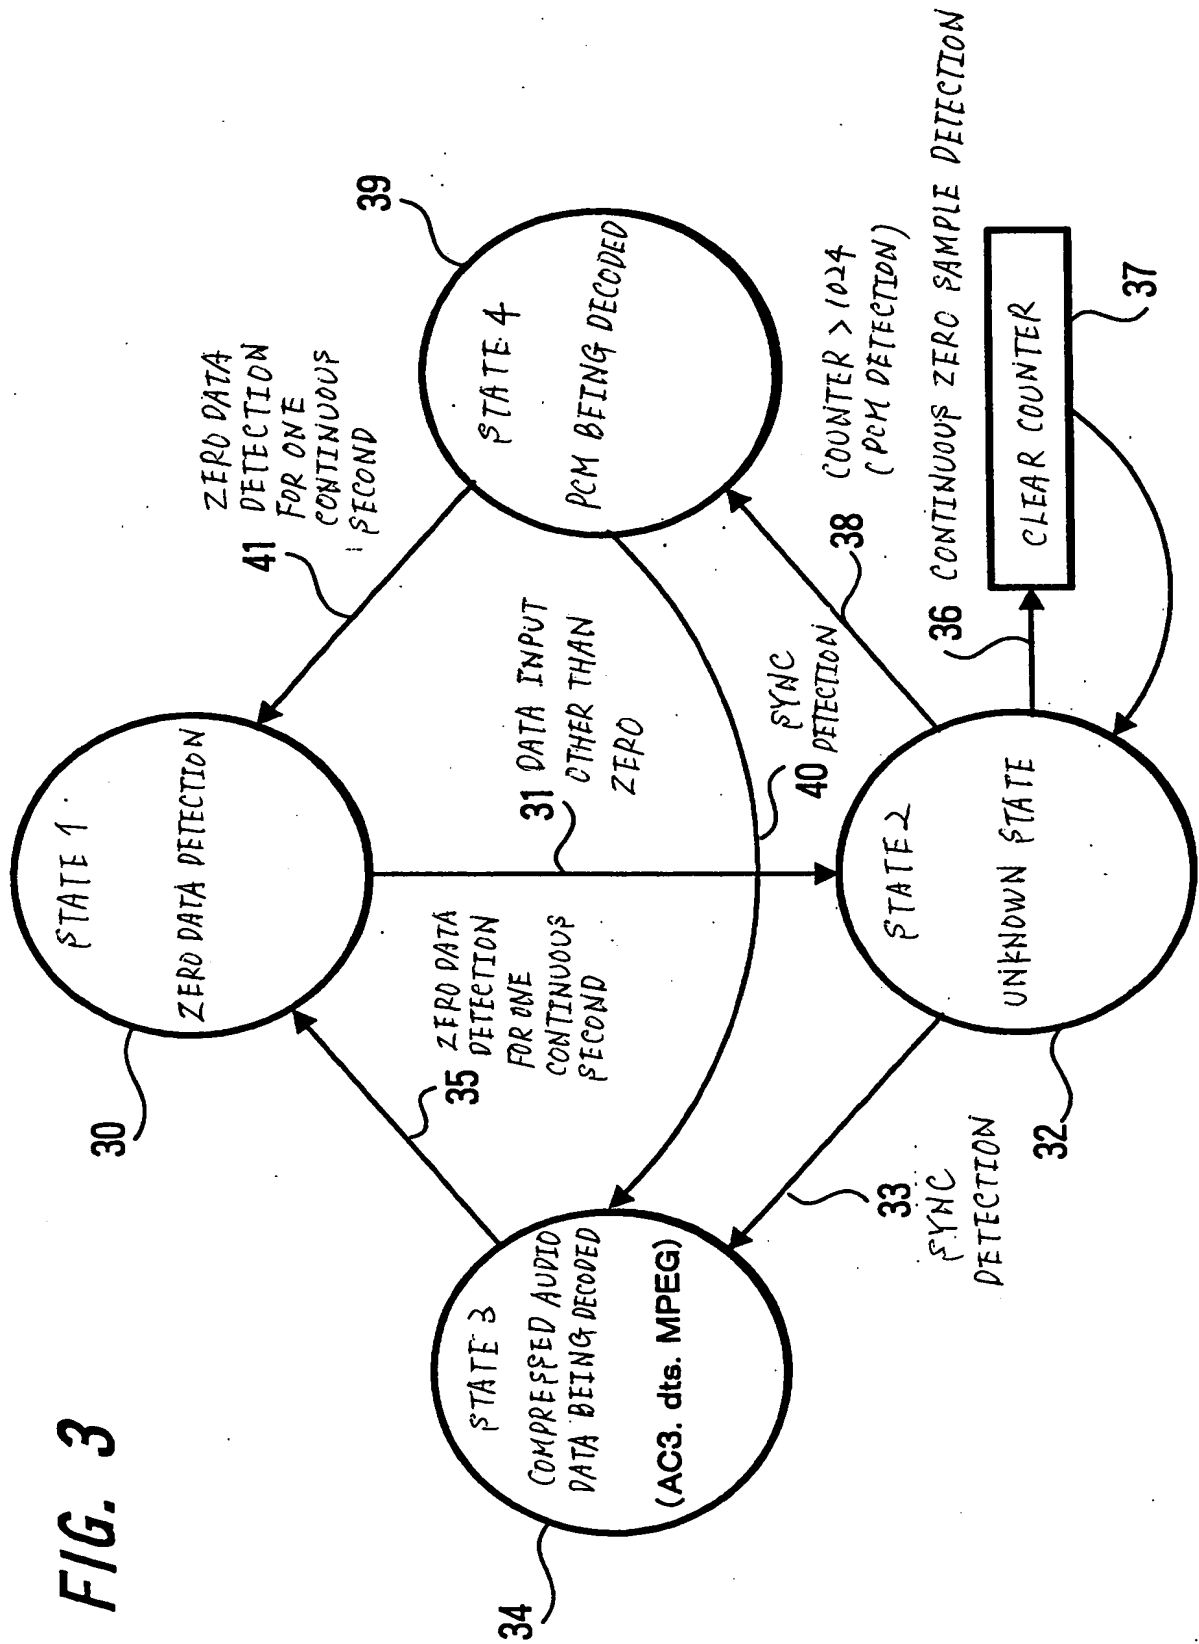 FIG. 3
STATE 1
ZERO DATA DETECTION
30
ZERO DATA
DETECTION
FOR ONE
CONTINUOUS
SECOND
41
39
STATE 4
PCM BEING DECODED
35
ZERO DATA
DETECTION
FOR ONE
CONTINUOUS
SECOND
31
DATA INPUT
OTHER THAN
ZERO
34
STATE 3
COMPRESSED AUDIO
DATA BEING DECODED
(AC3. dts. MPEG)
40
SYNC
DETECTION
38
COUNTER > 1024
(PCM DETECTION)
33
SYNC
DETECTION
32
STATE 2
UNKNOWN STATE
36
CONTINUOUS ZERO SAMPLE DETECTION
CLEAR COUNTER
37